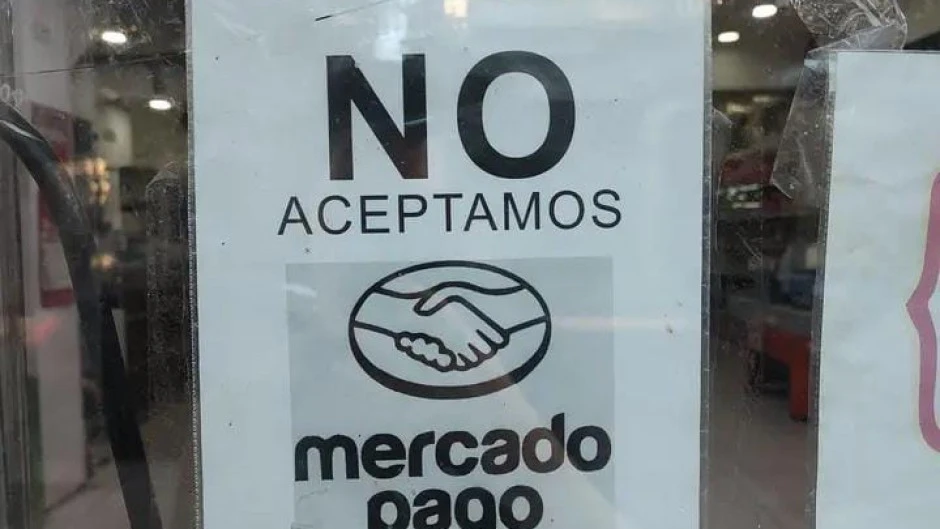 NO
ACEPTAMOS
mercado
pago